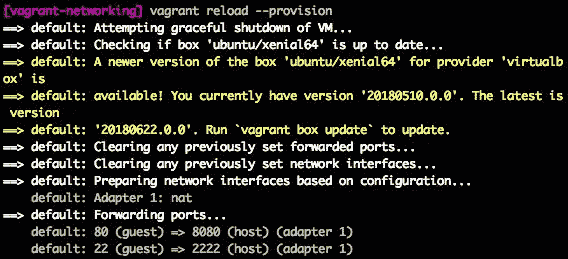 [vagrant-networking] vagrant reload --provision
==> default: Attempting graceful shutdown of VM...
==> default: Checking if box 'ubuntu/xenial64' is up to date...
==> default: A newer version of the box 'ubuntu/xenial64' for provider 'virtualb
ox' is
==> default: available! You currently have version '20180510.0.0'. The latest is
 version
==> default: '20180622.0.0'. Run `vagrant box update` to update.
==> default: Clearing any previously set forwarded ports...
==> default: Clearing any previously set network interfaces...
==> default: Preparing network interfaces based on configuration...
    default: Adapter 1: nat
==> default: Forwarding ports...
    default: 80 (guest) => 8080 (host) (adapter 1)
    default: 22 (guest) => 2222 (host) (adapter 1)